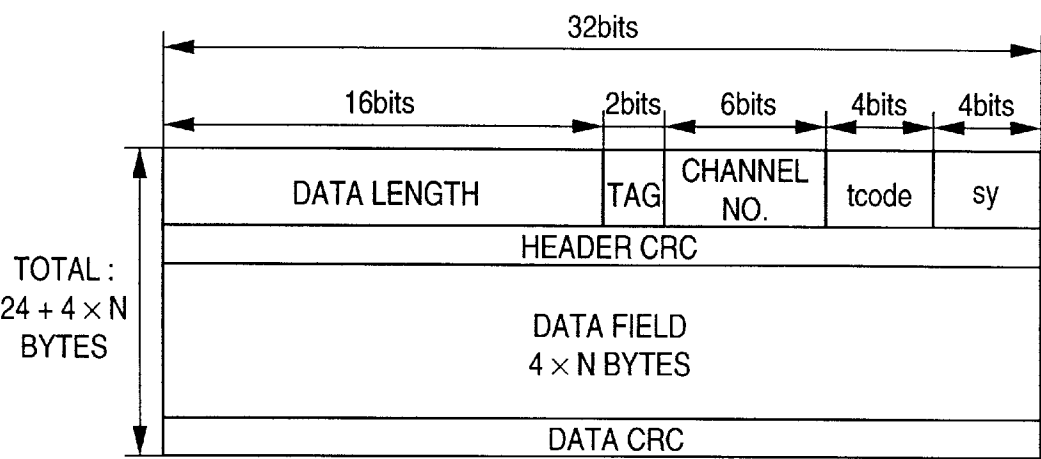 32bits
16bits
2bits
6bits
4bits
4bits
DATA LENGTH
TAG
CHANNEL
NO.
tcode
sy
HEADER CRC
TOTAL :
24 + 4 × N
BYTES
DATA FIELD
4 × N BYTES
DATA CRC